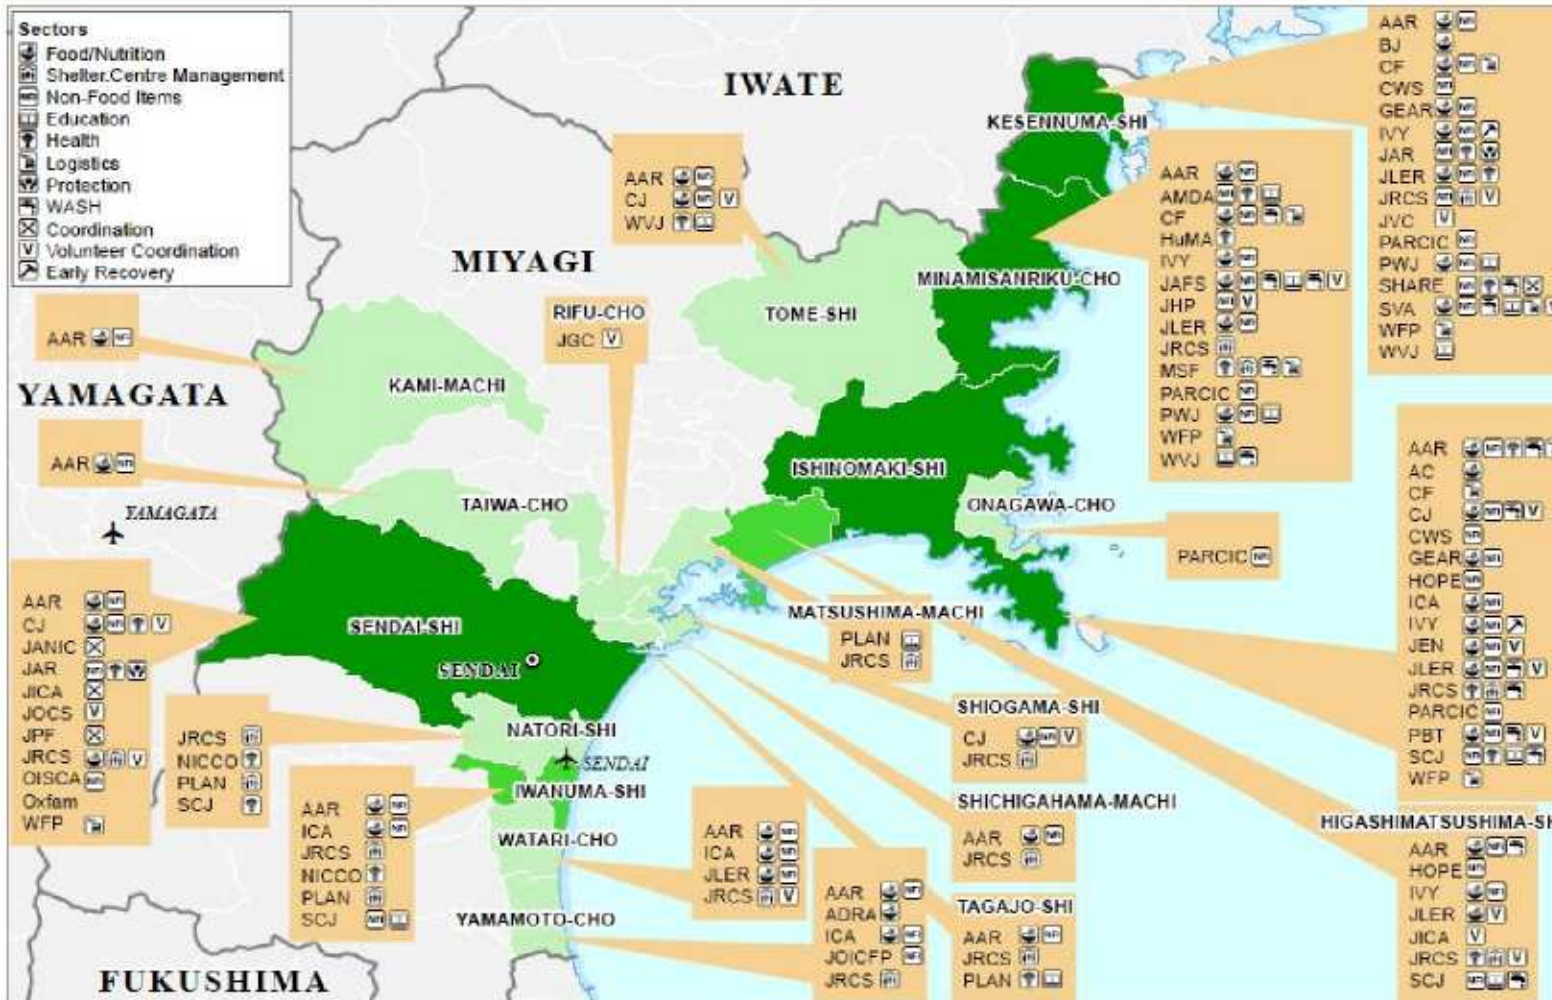 Sectors
Food/Nutrition
Shelter.Centre Management
Non-Food Items
Education
Health
Logistics
Protection
WASH
Coordination
V Volunteer Coordination
Early Recovery
IWATE
MIYAGI
YAMAGATA
FUKUSHIMA
YAMAGATA
SENDAI
SENDAI
KESENNUMA-SHI
MINAMISANRIKU-CHO
TOME-SHI
KAMI-MACHI
TAIWA-CHO
ISHINOMAKI-SHI
ONAGAWA-CHO
SENDAI-SHI
NATORI-SHI
IWANUMA-SHI
WATARI-CHO
YAMAMOTO-CHO
AAR
AAR
AAR
CJ V
WVJ
RIFU-CHO
JGC V
AAR
BJ
CF
CWS
GEAR
IVY
JAR
JLER
JRCS V
JVC V
PARCIC
PWJ
SHARE
SVA
WFP
WVJ
AAR
AMDA
CF
HuMA
IVY
JAFS V
JHP V
JLER
JRCS
MSF
PARCIC
PWJ
WFP
WVJ
AAR
AC
CF
CJ V
CWS
GEAR
HOPE
ICA
IVY
JEN V
JLER V
JRCS
PARCIC
PBT V
SCJ
WFP
PARCIC
MATSUSHIMA-MACHI
PLAN
JRCS
SHIOGAMA-SHI
CJ V
JRCS
SHICHIGAHAMA-MACHI
AAR
JRCS
TAGAJO-SHI
AAR
JRCS
PLAN
HIGASHIMATSUSHIMA-SH
AAR
HOPE
IVY
JLER V
JICA V
JRCS V
SCJ
AAR
CJ V
JANIC
JAR
JICA
JOCS V
JPF
JRCS V
OISCA
Oxfam
WFP
JRCS
NICCO
PLAN
SCJ
AAR
ICA
JRCS
NICCO
PLAN
SCJ
AAR
ICA
JLER
JRCS V
AAR
ADRA
ICA
JOICFP
JRCS